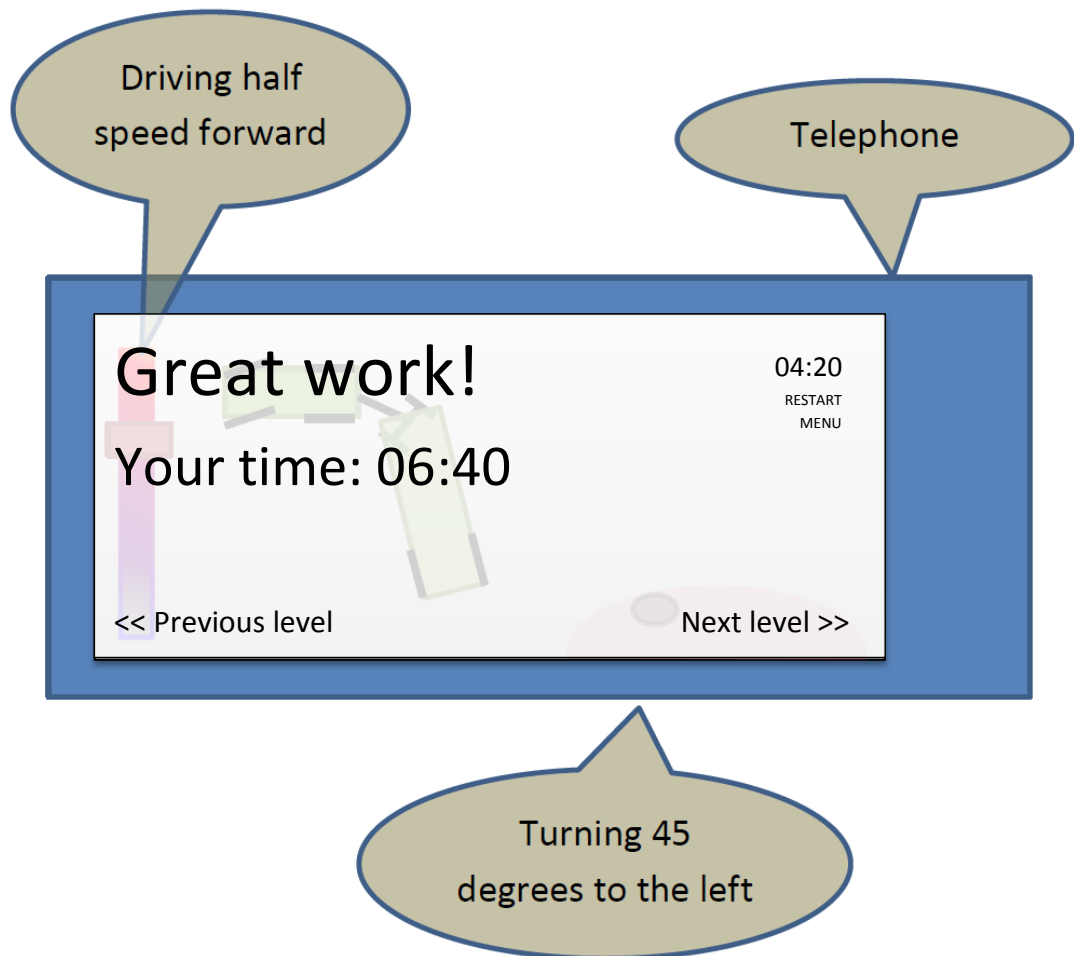 Driving half
speed forward
Telephone
Great work!
04:20
RESTART
MENU
Your time: 06:40
<< Previous level
Next level >>
Turning 45
degrees to the left